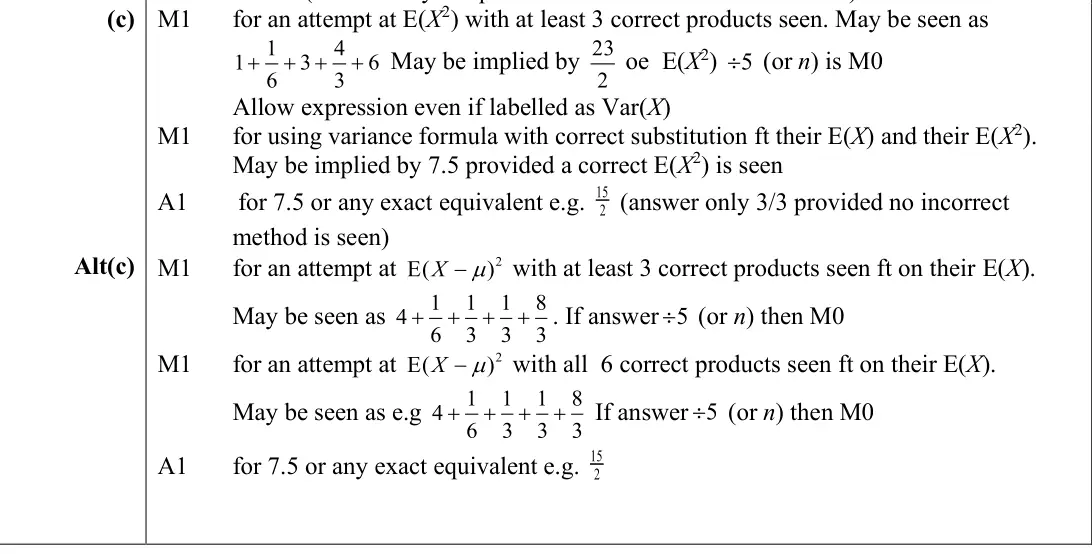 (c) M1 for an attempt at E(X²) with at least 3 correct products seen. May be seen as
1 + 1/6 + 3 + 4/3 + 6 May be implied by 23/2 oe E(X²) ÷5 (or n) is M0
Allow expression even if labelled as Var(X)
M1 for using variance formula with correct substitution ft their E(X) and their E(X²).
May be implied by 7.5 provided a correct E(X²) is seen
A1 for 7.5 or any exact equivalent e.g. 15/2 (answer only 3/3 provided no incorrect
method is seen)
Alt(c) M1 for an attempt at E(X − μ)² with at least 3 correct products seen ft on their E(X).
May be seen as 4 + 1/6 + 1/3 + 1/3 + 8/3. If answer ÷5 (or n) then M0
M1 for an attempt at E(X − μ)² with all 6 correct products seen ft on their E(X).
May be seen as e.g 4 + 1/6 + 1/3 + 1/3 + 8/3 If answer ÷5 (or n) then M0
A1 for 7.5 or any exact equivalent e.g. 15/2